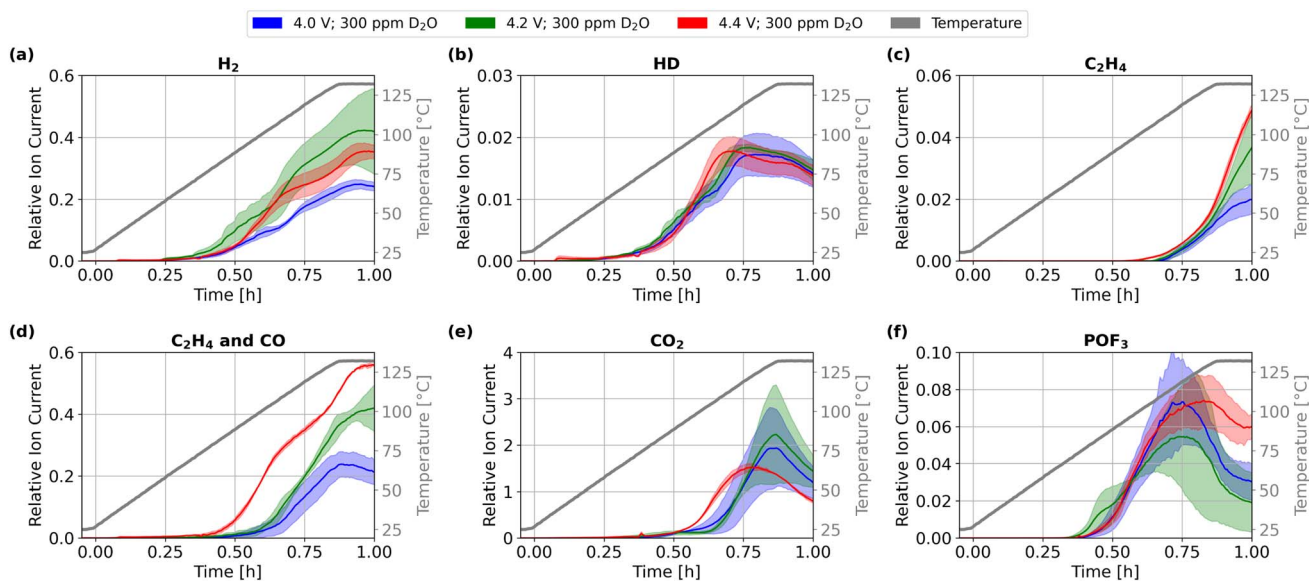 4.0 V; 300 ppm D₂O 4.2 V; 300 ppm D₂O 4.4 V; 300 ppm D₂O Temperature
(a) H₂
0.6
0.4
0.2
0.0
Relative Ion Current
125
100
75
50
25
Temperature [°C]
0.00 0.25 0.50 0.75 1.00
Time [h]
(b) HD
0.03
0.02
0.01
0.00
Relative Ion Current
125
100
75
50
25
Temperature [°C]
0.00 0.25 0.50 0.75 1.00
Time [h]
(c) C₂H₄
0.06
0.04
0.02
0.00
Relative Ion Current
125
100
75
50
25
Temperature [°C]
0.00 0.25 0.50 0.75 1.00
Time [h]
(d) C₂H₄ and CO
0.6
0.4
0.2
0.0
Relative Ion Current
125
100
75
50
25
Temperature [°C]
0.00 0.25 0.50 0.75 1.00
Time [h]
(e) CO₂
4
3
2
1
0
Relative Ion Current
125
100
75
50
25
Temperature [°C]
0.00 0.25 0.50 0.75 1.00
Time [h]
(f) POF₃
0.10
0.08
0.06
0.04
0.02
0.00
Relative Ion Current
125
100
75
50
25
Temperature [°C]
0.00 0.25 0.50 0.75 1.00
Time [h]